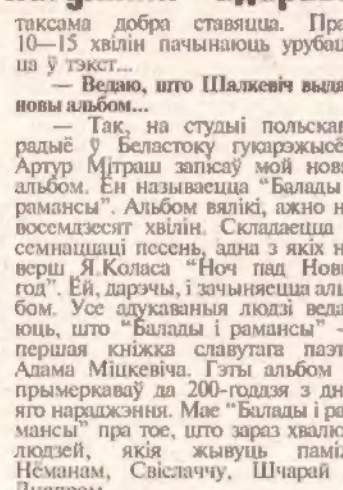 таксама добра ставяцца. Пра
10—15 хвілін пачынаюць урубац
ца ў тэкст...
— Ведаю, што Шалкевіч выда
новы альбом...
— Так, на студыі польскаг
радыё ў Беластоку гукарэжысё
Артур Мітраш запісаў мой новы
альбом. Ён называецца “Балады
рамансы”. Альбом вялікі, ажно н
восемдзесят хвілін. Складаецца
семнаццаці песень, адна з якіх н
верш Я.Коласа “Ноч пад Новы
год”. Ёй, дарэчы, і зачыняецца аль
бом. Усе адукаваныя людзі веда
юць, што “Балады і рамансы” —
першая кніжка славутага паэт
Адама Міцкевіча. Гэты альбом
прымеркаваў да 200-годдзя з дн
яго нараджэння. Мае “Балады і ра
мансы” пра тое, што зараз хвалю
людзей, якія жывуць паміж
Нёманам, Свіслаччу, Шчарай